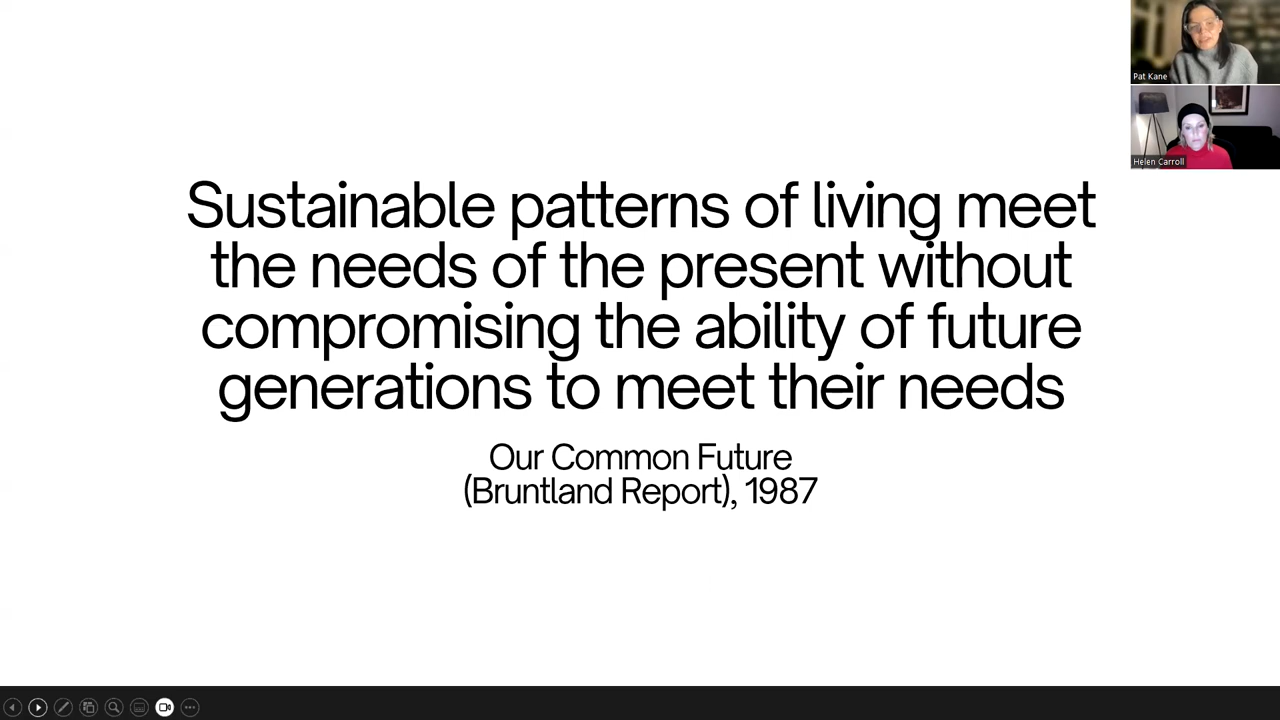 Pat Kane
Helen Carroll
Sustainable patterns of living meet
the needs of the present without
compromising the ability of future
generations to meet their needs
Our Common Future
(Bruntland Report), 1987